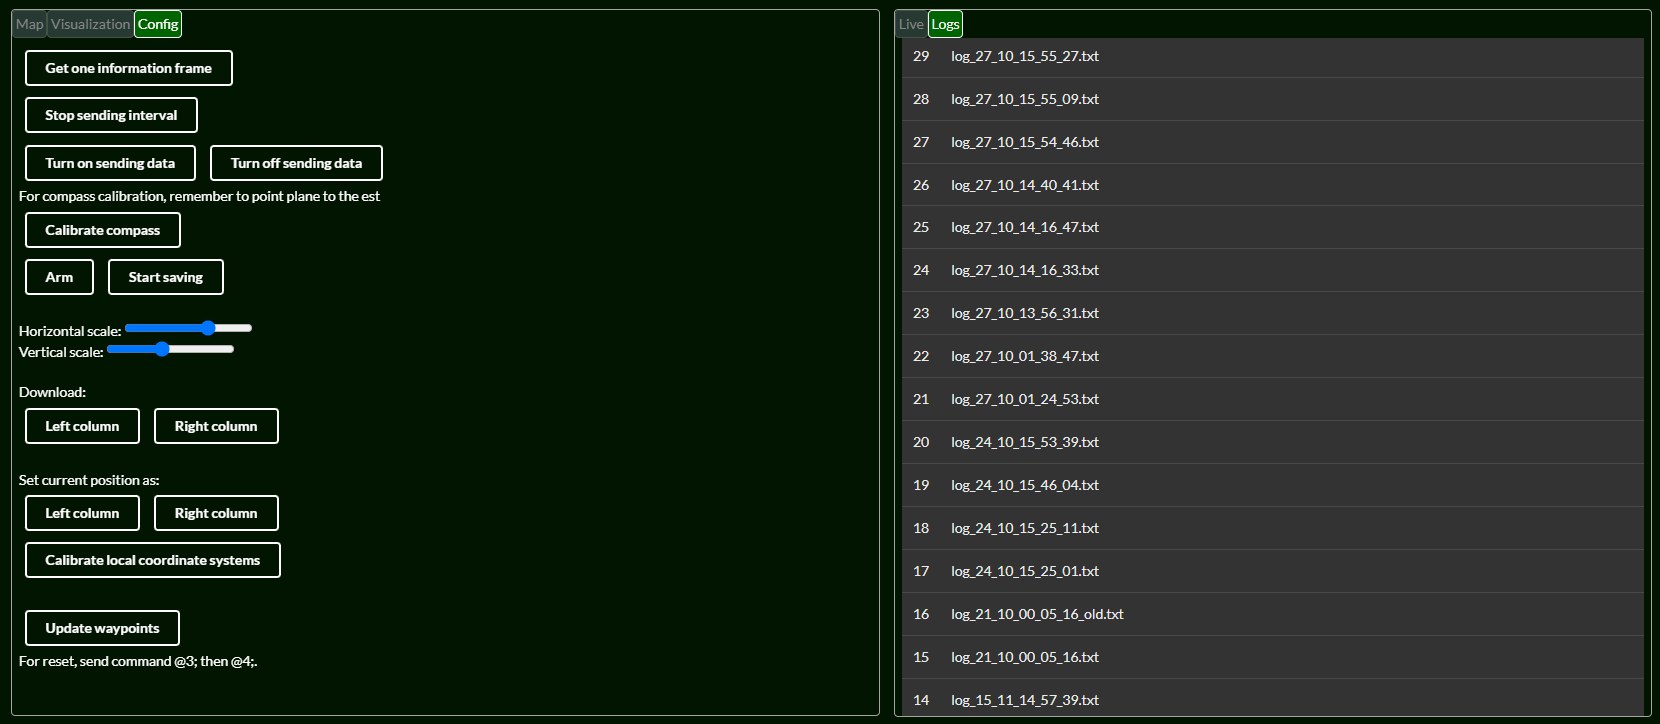 Map Visualization Config
Get one information frame
Stop sending interval
Turn on sending data Turn off sending data
For compass calibration, remember to point plane to the est
Calibrate compass
Arm Start saving
Horizontal scale:
Vertical scale:
Download:
Left column Right column
Set current position as:
Left column Right column
Calibrate local coordinate systems
Update waypoints
For reset, send command @3; then @4;.
Live Logs
29 log_27_10_15_55_27.txt
28 log_27_10_15_55_09.txt
27 log_27_10_15_54_46.txt
26 log_27_10_14_40_41.txt
25 log_27_10_14_16_47.txt
24 log_27_10_14_16_33.txt
23 log_27_10_13_56_31.txt
22 log_27_10_01_38_47.txt
21 log_27_10_01_24_53.txt
20 log_24_10_15_53_39.txt
19 log_24_10_15_46_04.txt
18 log_24_10_15_25_11.txt
17 log_24_10_15_25_01.txt
16 log_21_10_00_05_16_old.txt
15 log_21_10_00_05_16.txt
14 log_15_11_14_57_39.txt